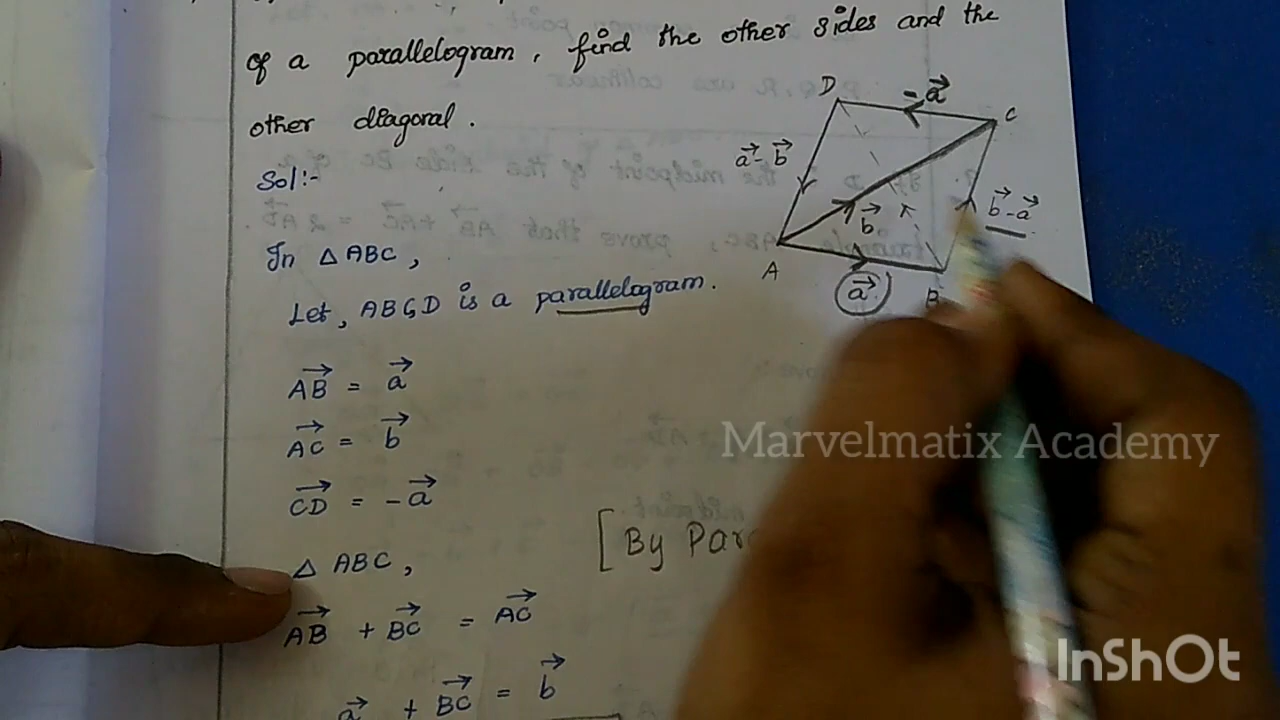 of a parallelogram, find the other sides and the
other diagonal.
Sol:-
In △ ABC,
Let, ABCD is a parallelogram.
AB⃗ = a⃗
AC⃗ = b⃗
CD⃗ = -a⃗
△ ABC,
[By
AB⃗ + BC⃗ = AC⃗
a⃗ + BC⃗ = b⃗
D
-a⃗
C
a⃗-b⃗
b⃗-a⃗
b⃗
A
a⃗
B
Marvelmatix Academy
InShOt